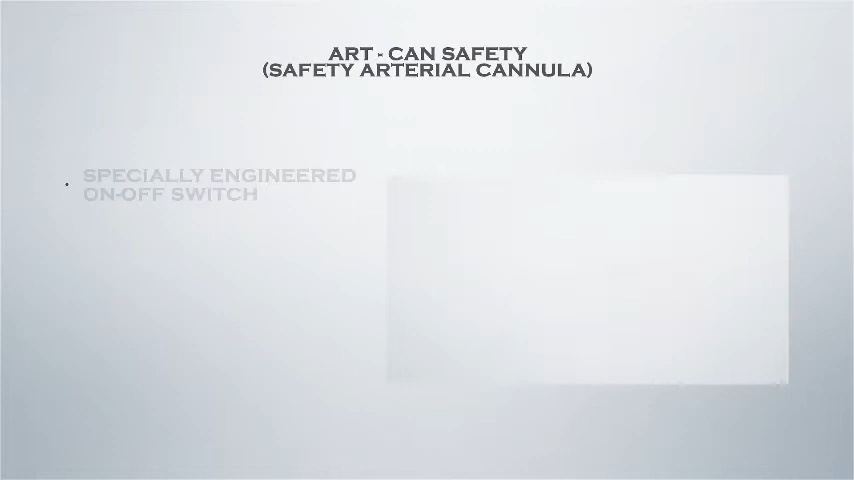 ART - CAN SAFETY
(SAFETY ARTERIAL CANNULA)
• SPECIALLY ENGINEERED
ON-OFF SWITCH